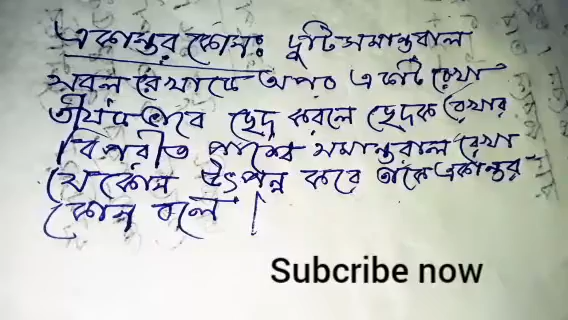 একান্তর কোনঃ দুটি সমান্তরাল
সরল রেখাকে অপর একটি রেখা
তীর্যক ভাবে ছেদ করলে ছেদক রেখার
বিপরীত পাশের সমান্তরাল রেখা
যে কোন উৎপন্ন করে তাকে একান্তর
কোন বলে ।
Subcribe now